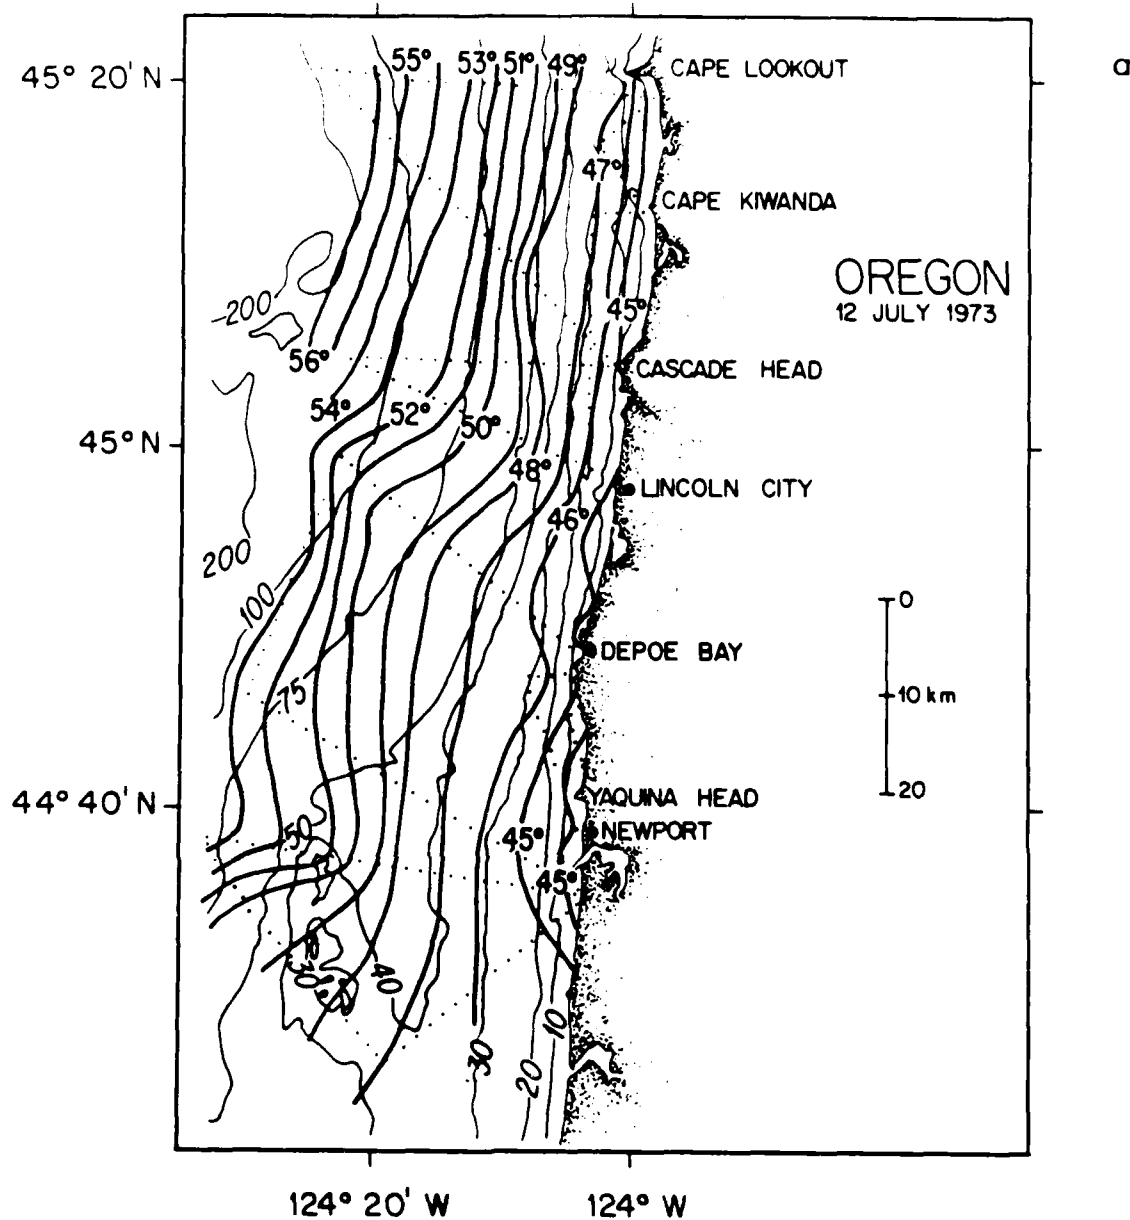 55° 53° 51° 49°
45° 20' N
CAPE LOOKOUT
a
47°
CAPE KIWANDA
OREGON
12 JULY 1973
200
45°
56°
CASCADE HEAD
54° 52°
50°
45° N
48°
LINCOLN CITY
46°
200
100
0
DEPOE BAY
75
10 km
20
44° 40' N
YAQUINA HEAD
50
45°
NEWPORT
45°
30
40
10
30
20
124° 20' W 124° W